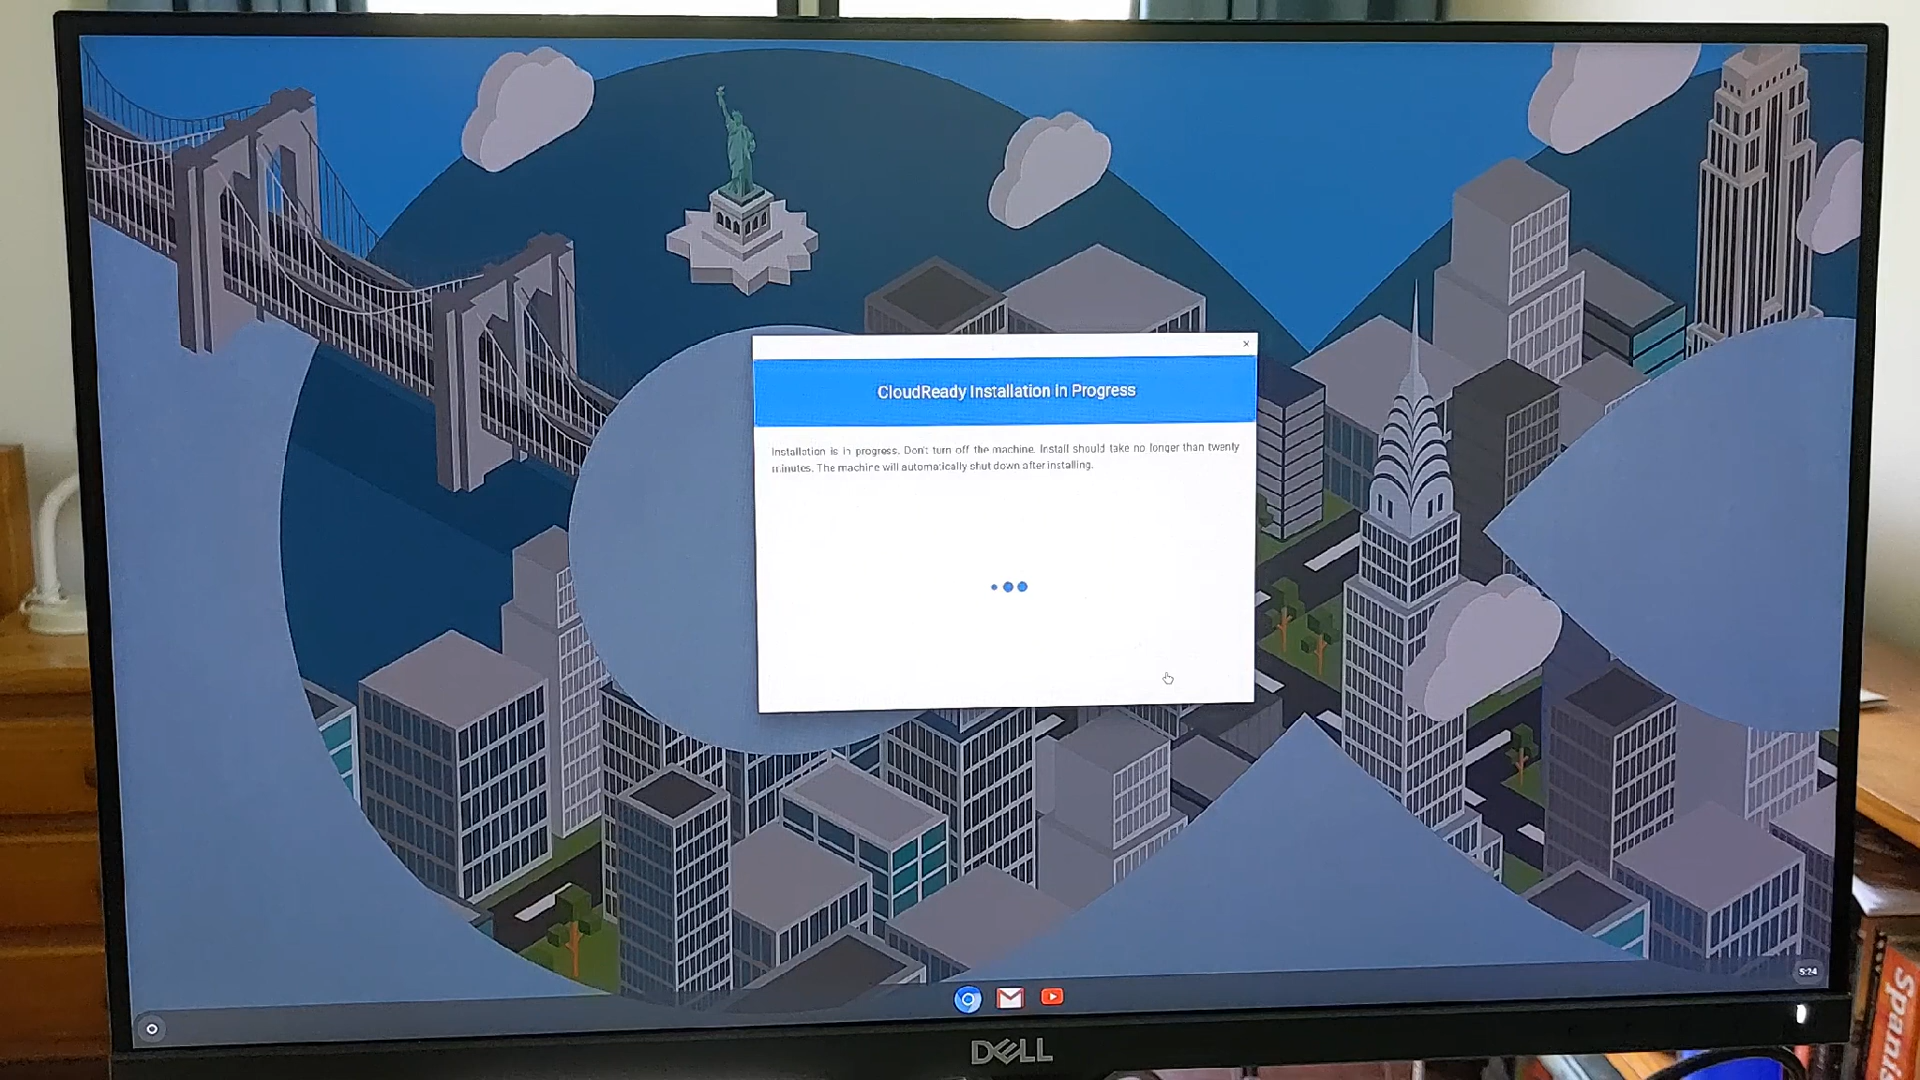 CloudReady Installation in Progress
Installation is in progress. Don't turn off the machine. Install should take no longer than twenty
minutes. The machine will automatically shut down after installing.
5:24
DELL
Spanis